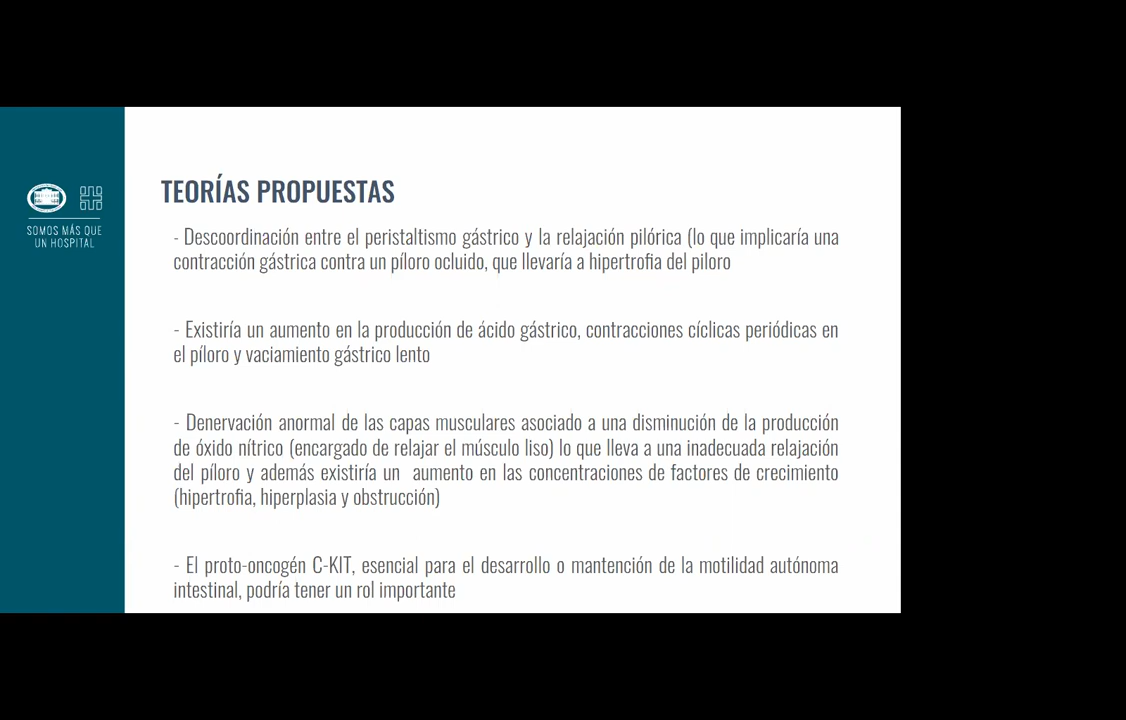 SOMOS MÁS QUE
UN HOSPITAL
TEORÍAS PROPUESTAS
- Descoordinación entre el peristaltismo gástrico y la relajación pilórica (lo que implicaría una
contracción gástrica contra un píloro ocluido, que llevaría a hipertrofia del piloro
- Existiría un aumento en la producción de ácido gástrico, contracciones cíclicas periódicas en
el píloro y vaciamiento gástrico lento
- Denervación anormal de las capas musculares asociado a una disminución de la producción
de óxido nítrico (encargado de relajar el músculo liso) lo que lleva a una inadecuada relajación
del píloro y además existiría un  aumento en las concentraciones de factores de crecimiento
(hipertrofia, hiperplasia y obstrucción)
- El proto-oncogén C-KIT, esencial para el desarrollo o mantención de la motilidad autónoma
intestinal, podría tener un rol importante